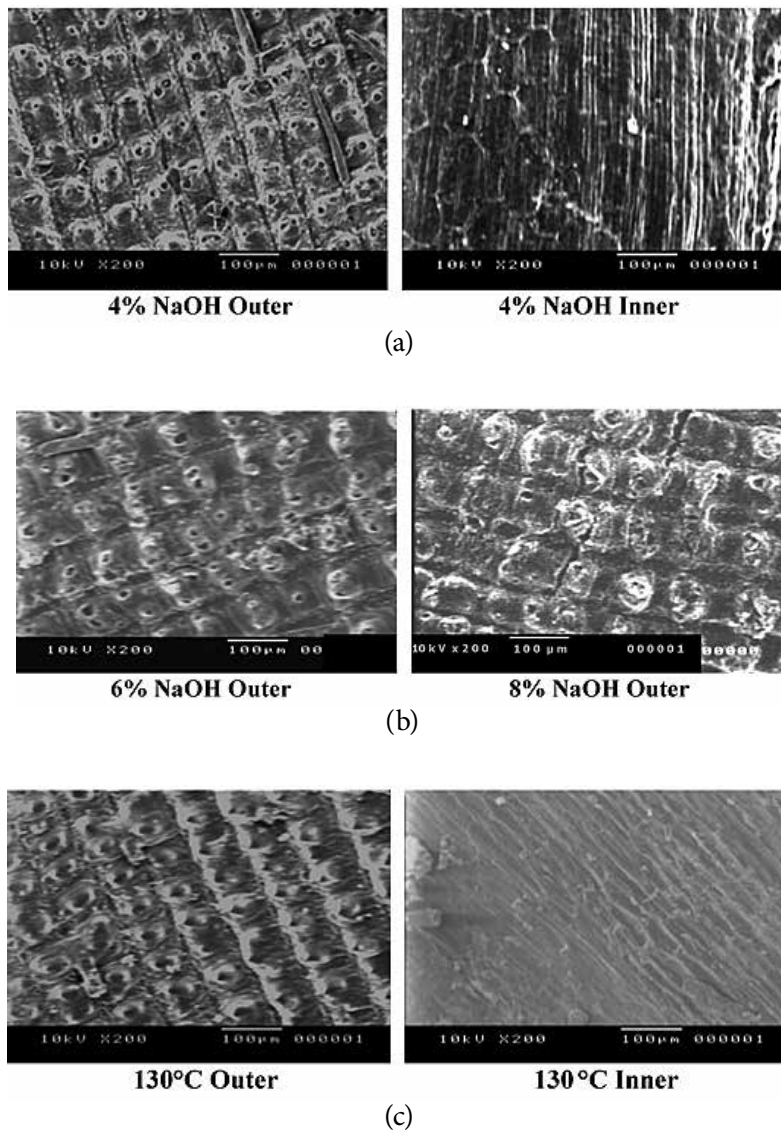 10kV X200 100μm 000001
10kV X200 100μm 000001
4% NaOH Outer
4% NaOH Inner
(a)
10kV X200 100μm 00
10kV x200 100 μm 000001 00000
6% NaOH Outer
8% NaOH Outer
(b)
10kV X200 100μm 000001
10kV X200 100μm 000001
130°C Outer
130°C Inner
(c)